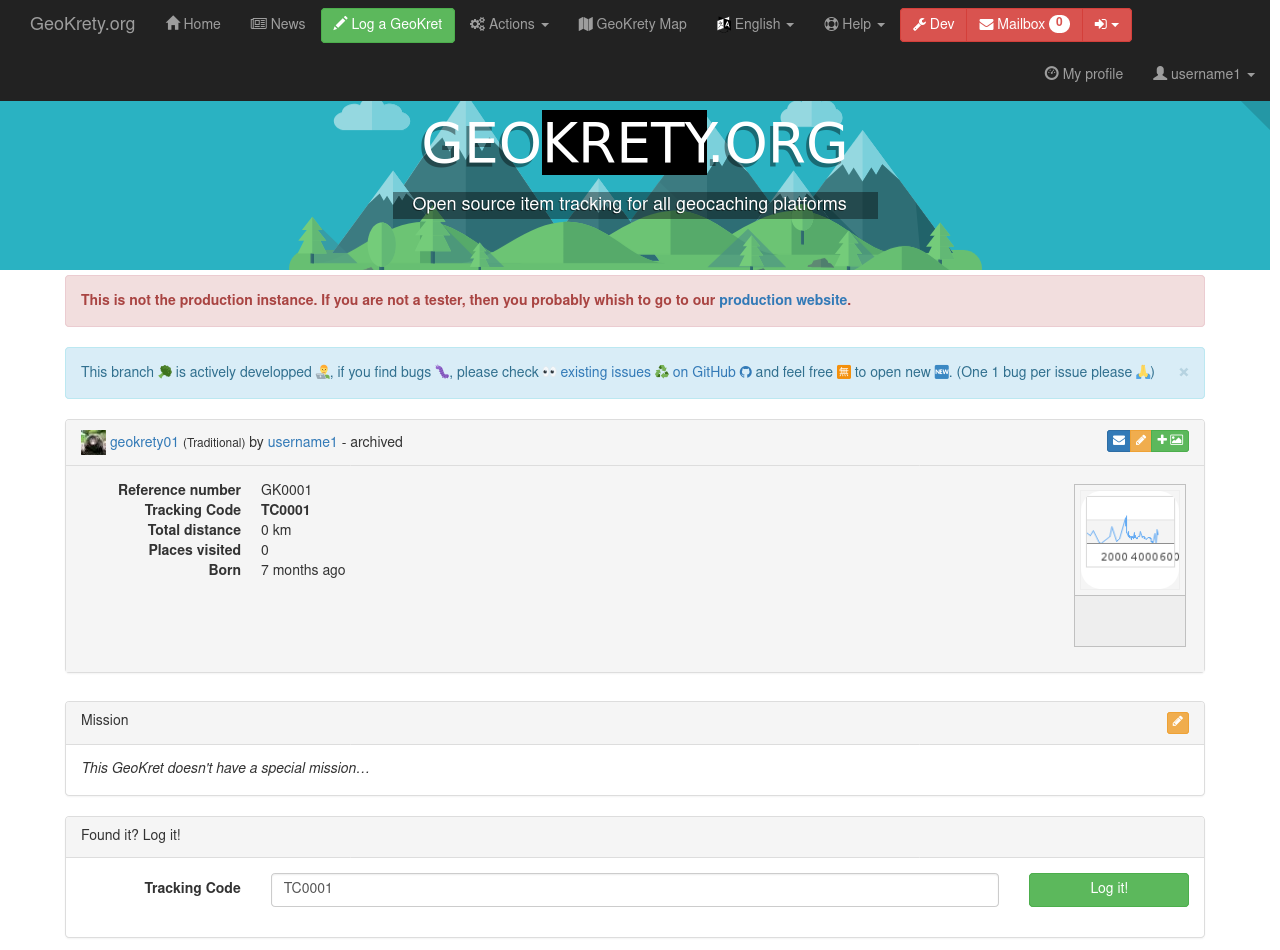 GeoKrety.org Home News Log a GeoKret Actions GeoKrety Map English Help Dev Mailbox 0
My profile username1
GEOKRETY.ORG
Open source item tracking for all geocaching platforms
This is not the production instance. If you are not a tester, then you probably whish to go to our production website.
This branch 🥦 is actively developped 👨‍🔬, if you find bugs 🐛, please check 👀 existing issues ♻️ on GitHub and feel free 🈚 to open new 🆕. (One 1 bug per issue please 🙏) ×
geokrety01 (Traditional) by username1 - archived
Reference number GK0001
Tracking Code TC0001
Total distance 0 km
Places visited 0
Born 7 months ago
2000 4000 600
Mission
This GeoKret doesn't have a special mission…
Found it? Log it!
Tracking Code TC0001 Log it!